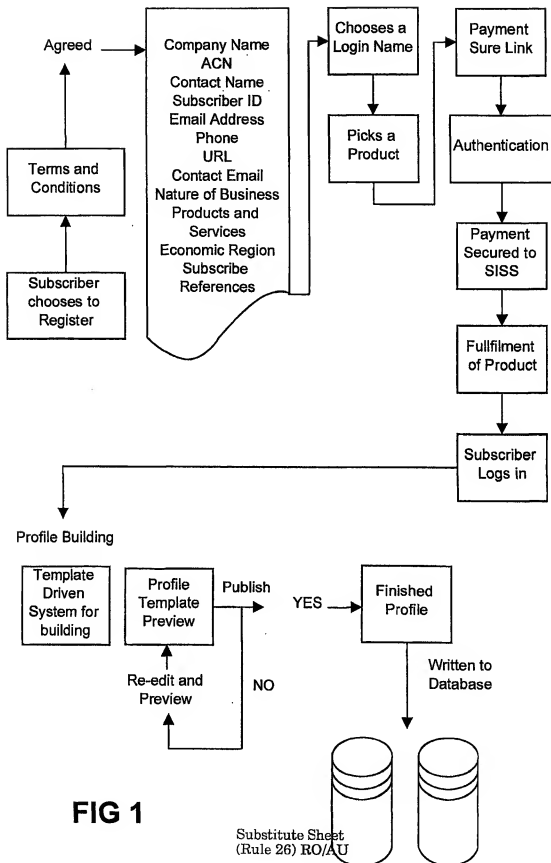 Agreed
Terms and
Conditions
Subscriber
chooses to
Register
Company Name
ACN
Contact Name
Subscriber ID
Email Address
Phone
URL
Contact Email
Nature of Business
Products and
Services
Economic Region
Subscribe
References
Chooses a
Login Name
Picks a
Product
Payment
Sure Link
Authentication
Payment
Secured to
SISS
Fullfilment
of Product
Subscriber
Logs in
Profile Building
Template
Driven
System for
building
Profile
Template
Preview
Publish
YES
Finished
Profile
Re-edit and
Preview
NO
Written to
Database
FIG 1
Substitute Sheet
(Rule 26) RO/AU